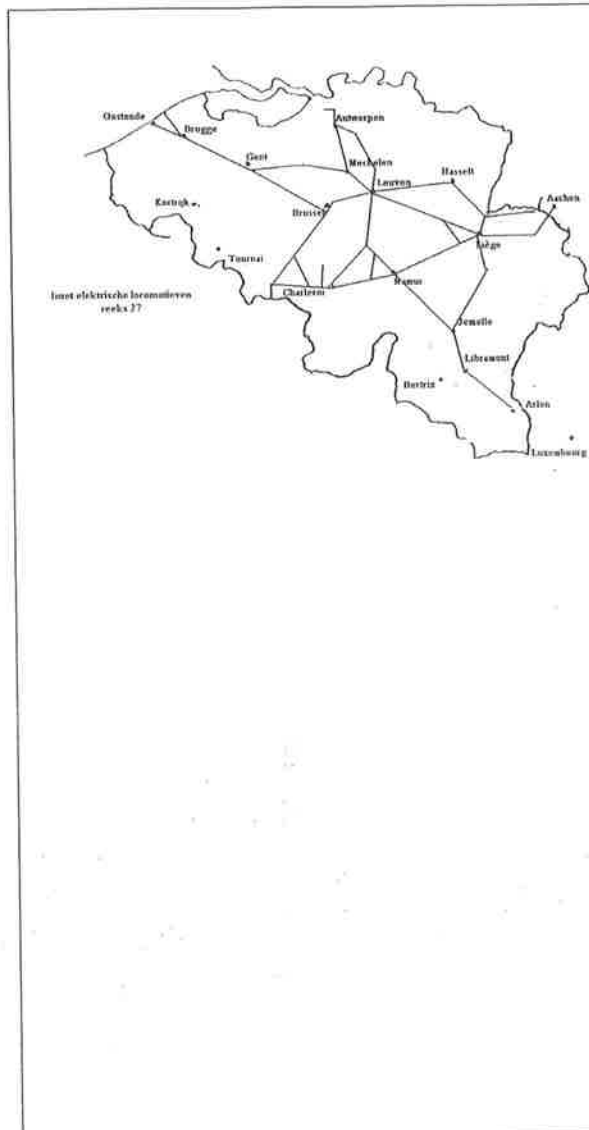 Oostende
Brugge
Antwerpen
Gent
Mechelen
Leuven
Hasselt
Aachen
Kortrijk
Brussel
Liège
Tournai
Charleroi
Namur
Inzet elektrische locomotieven
reeks 27
Jemelle
Libramont
Bertrix
Arlon
Luxembourg